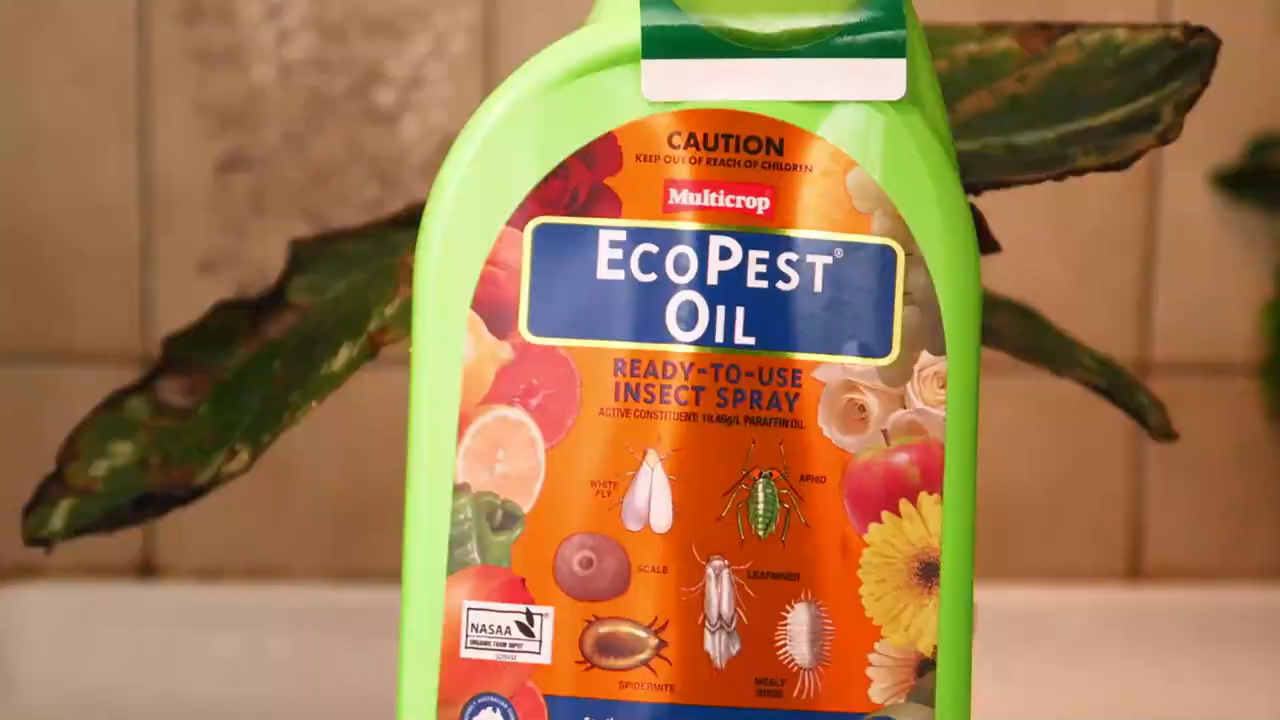 CAUTION
KEEP OUT OF REACH OF CHILDREN
Multicrop
ECOPEST®
OIL
READY-TO-USE
INSECT SPRAY
ACTIVE CONSTITUENT: 10.46g/L PARAFFIN OIL
WHITE
FLY
APHID
SCALE
LEAFMINER
NASAA
ORGANIC FARM INPUT
SPIDERMITE
MEALY
BUGS